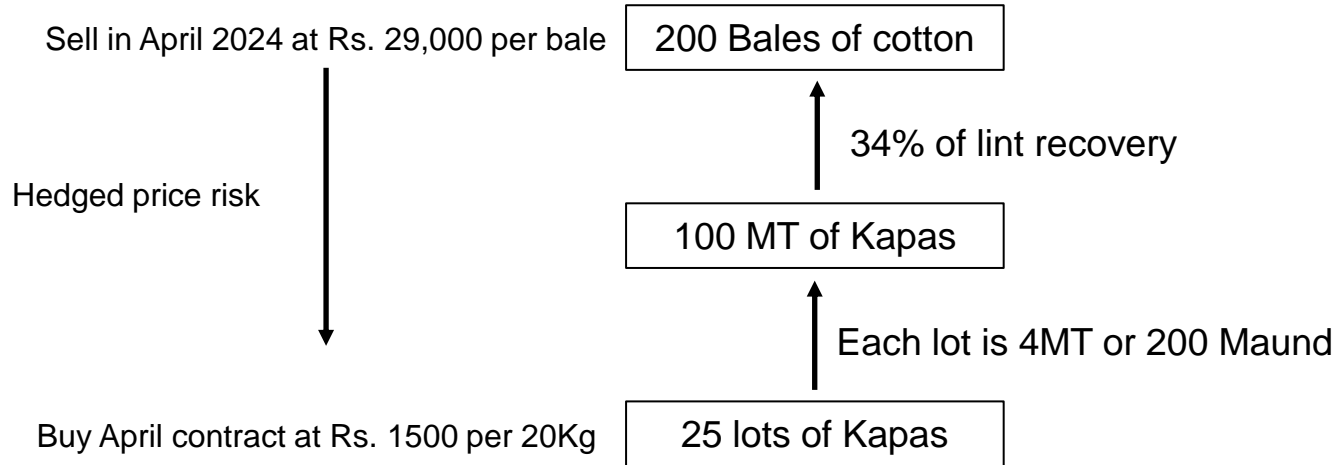 Sell in April 2024 at Rs. 29,000 per bale
200 Bales of cotton
34% of lint recovery
Hedged price risk
100 MT of Kapas
Each lot is 4MT or 200 Maund
Buy April contract at Rs. 1500 per 20Kg
25 lots of Kapas